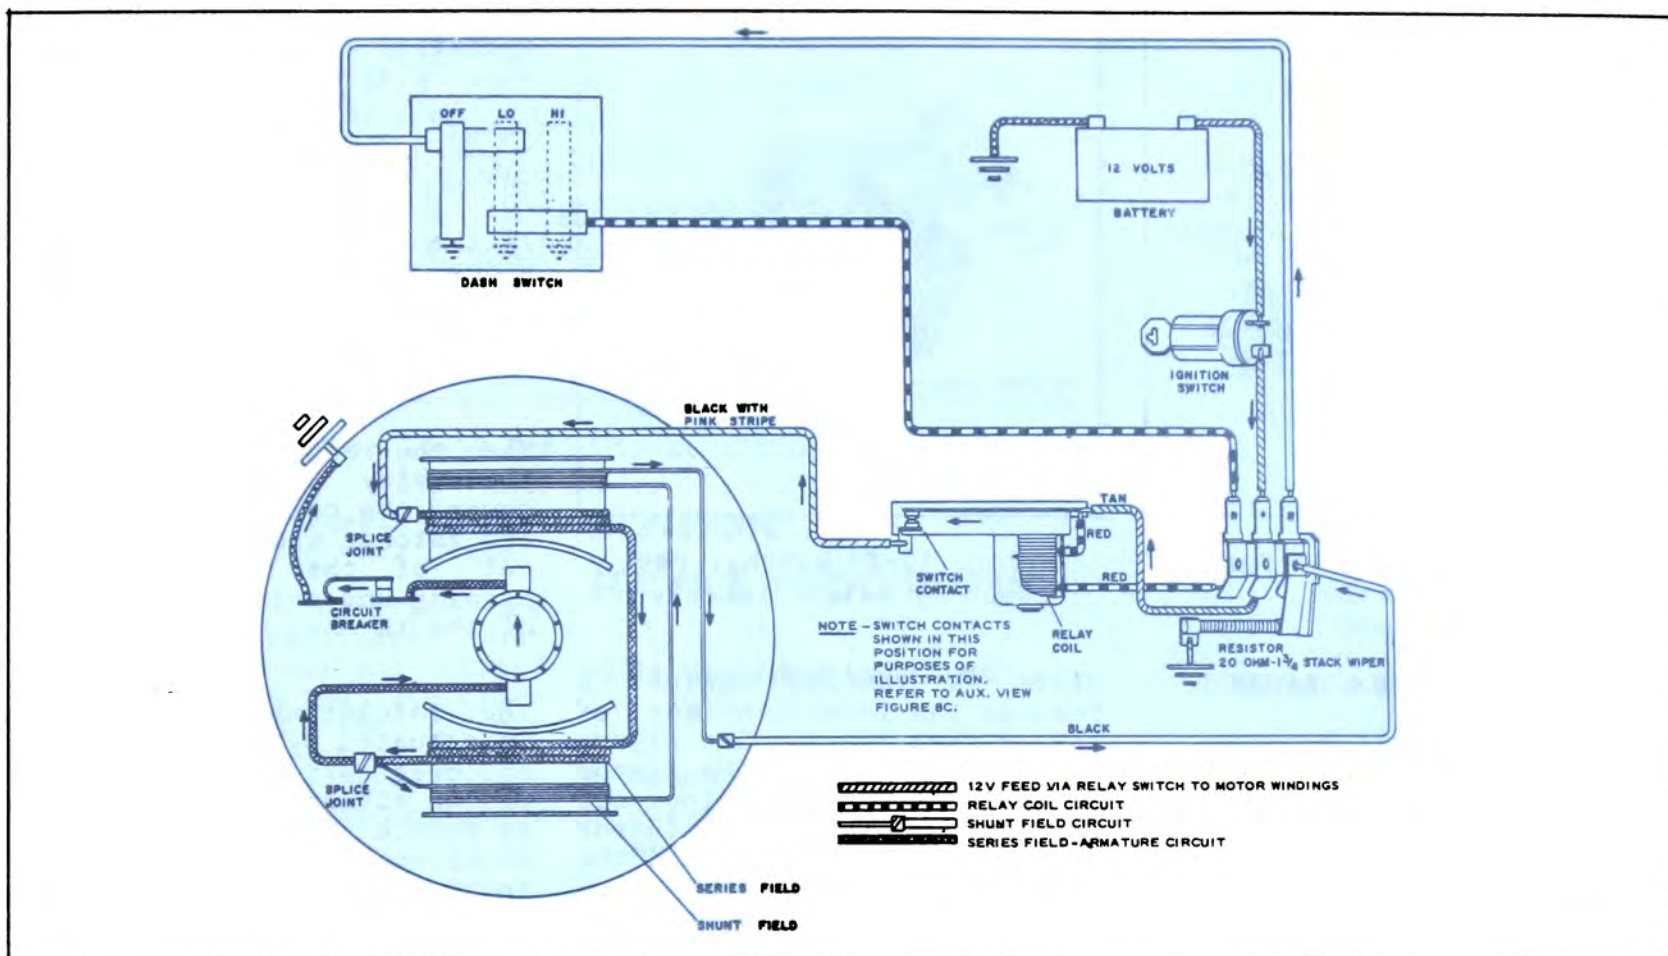 OFF LO HI
DASH SWITCH
12 VOLTS
BATTERY
IGNITION
SWITCH
BLACK WITH
PINK STRIPE
TAN
RED
RED
SPLICE
JOINT
CIRCUIT
BREAKER
SWITCH
CONTACT
RELAY
COIL
NOTE - SWITCH CONTACTS
SHOWN IN THIS
POSITION FOR
PURPOSES OF
ILLUSTRATION.
REFER TO AUX. VIEW
FIGURE 8C.
RESISTOR
20 OHM-1 3/4 STACK WIPER
BLACK
SPLICE
JOINT
12V FEED VIA RELAY SWITCH TO MOTOR WINDINGS
RELAY COIL CIRCUIT
SHUNT FIELD CIRCUIT
SERIES FIELD-ARMATURE CIRCUIT
SERIES FIELD
SHUNT FIELD